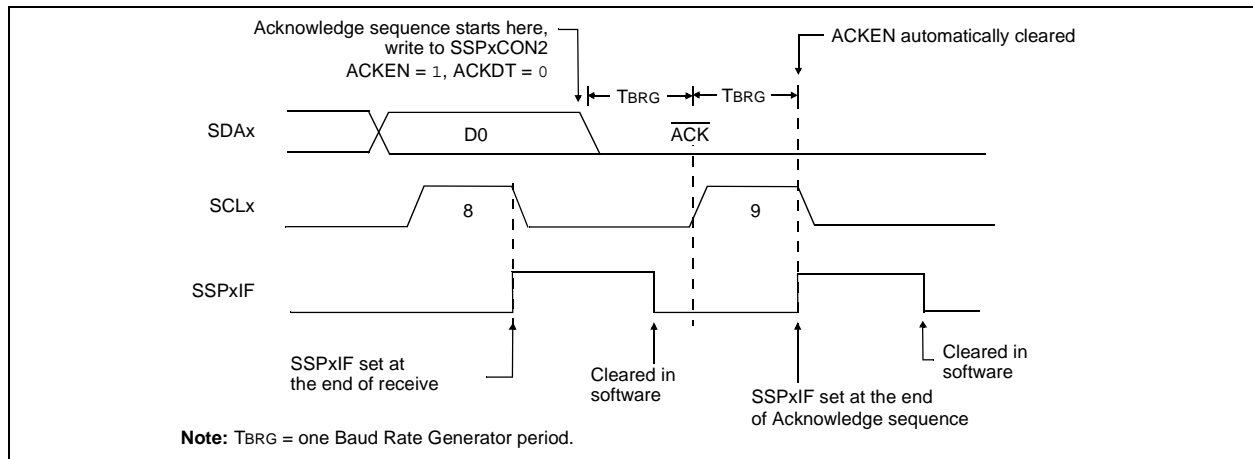 Acknowledge sequence starts here,
write to SSPxCON2
ACKEN = 1, ACKDT = 0
ACKEN automatically cleared
TBRG
TBRG
SDAx
D0
ACK
SCLx
8
9
SSPxIF
SSPxIF set at
the end of receive
Cleared in
software
SSPxIF set at the end
of Acknowledge sequence
Cleared in
software
Note: TBRG = one Baud Rate Generator period.